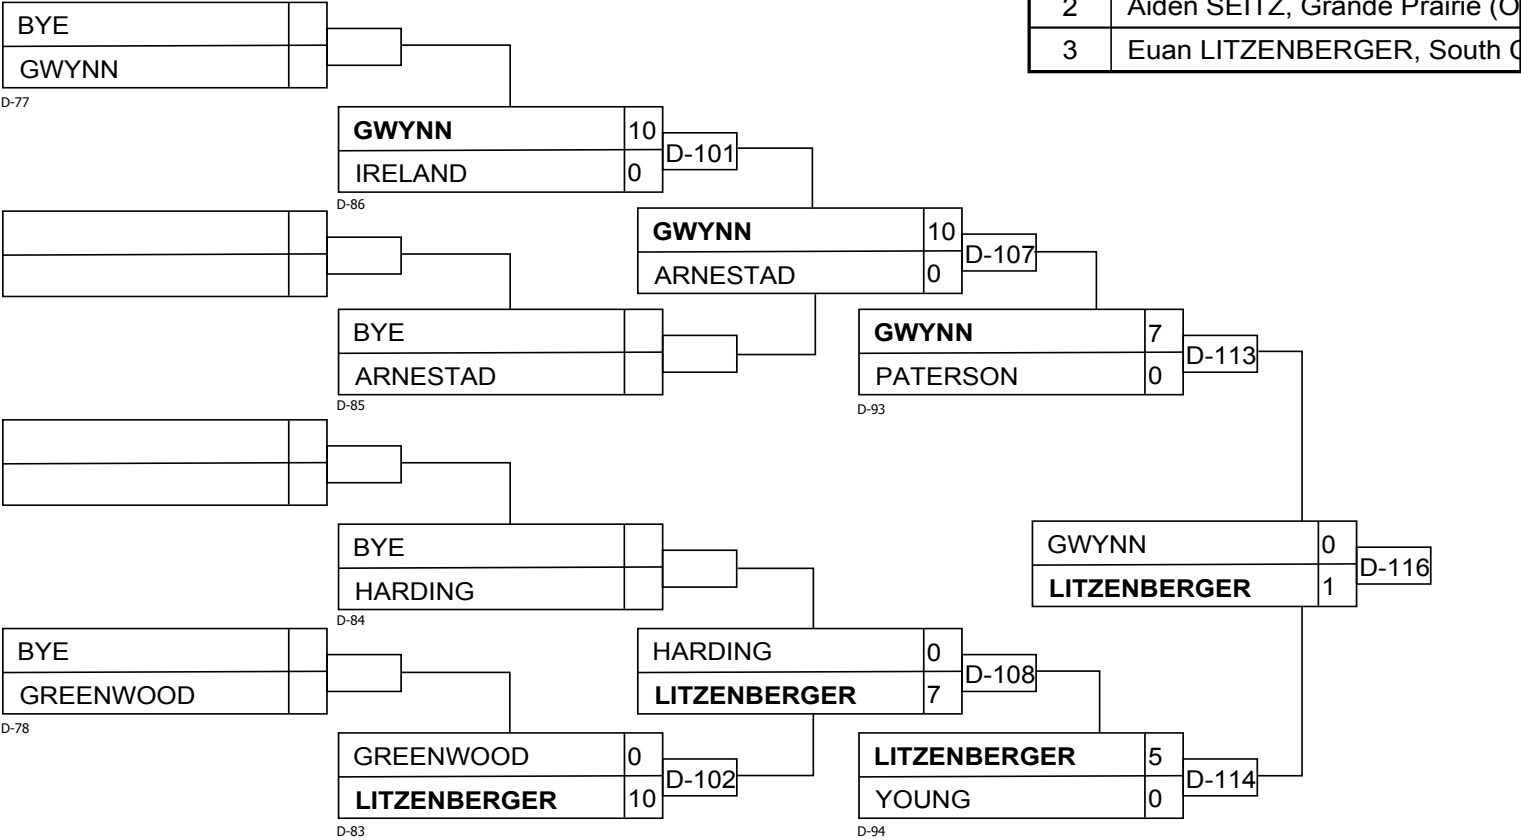 2 Aiden SEITZ, Grande Prairie (O
3 Euan LITZENBERGER, South
BYE
GWYNN
D-77
GWYNN 10
IRELAND 0
D-101
D-86
GWYNN 10
ARNESTAD 0
D-107
BYE
ARNESTAD
D-85
GWYNN 7
PATERSON 0
D-113
D-93
BYE
HARDING
D-84
GWYNN 0
LITZENBERGER 1
D-116
BYE
GREENWOOD
D-78
HARDING 0
LITZENBERGER 7
D-108
GREENWOOD 0
LITZENBERGER 10
D-102
D-83
LITZENBERGER 5
YOUNG 0
D-114
D-94